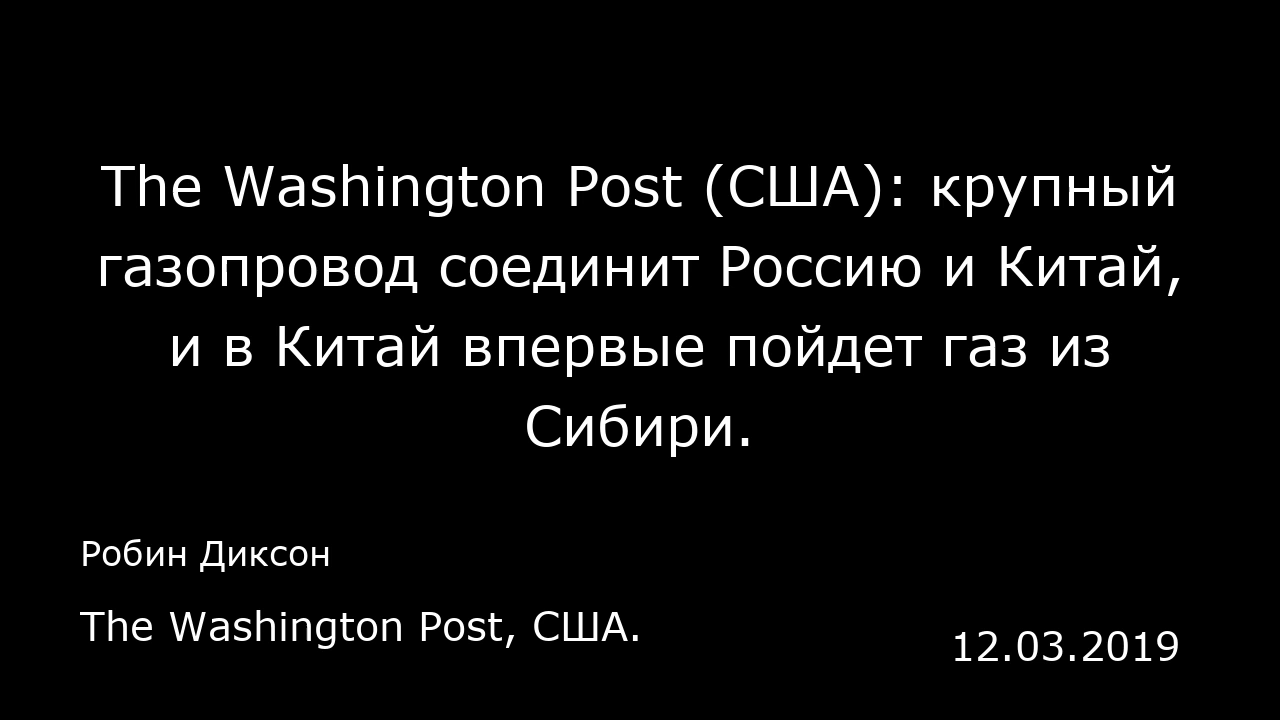 The Washington Post (США): крупный
газопровод соединит Россию и Китай,
и в Китай впервые пойдет газ из
Сибири.
Робин Диксон
The Washington Post, США.
12.03.2019